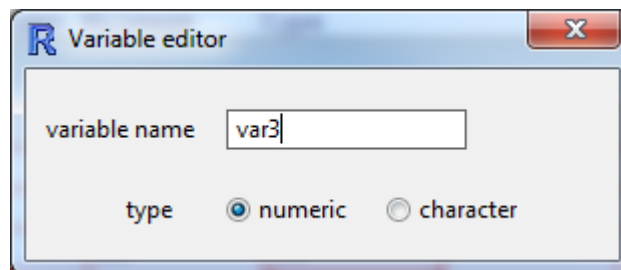 Variable editor
variable name var3
type numeric character